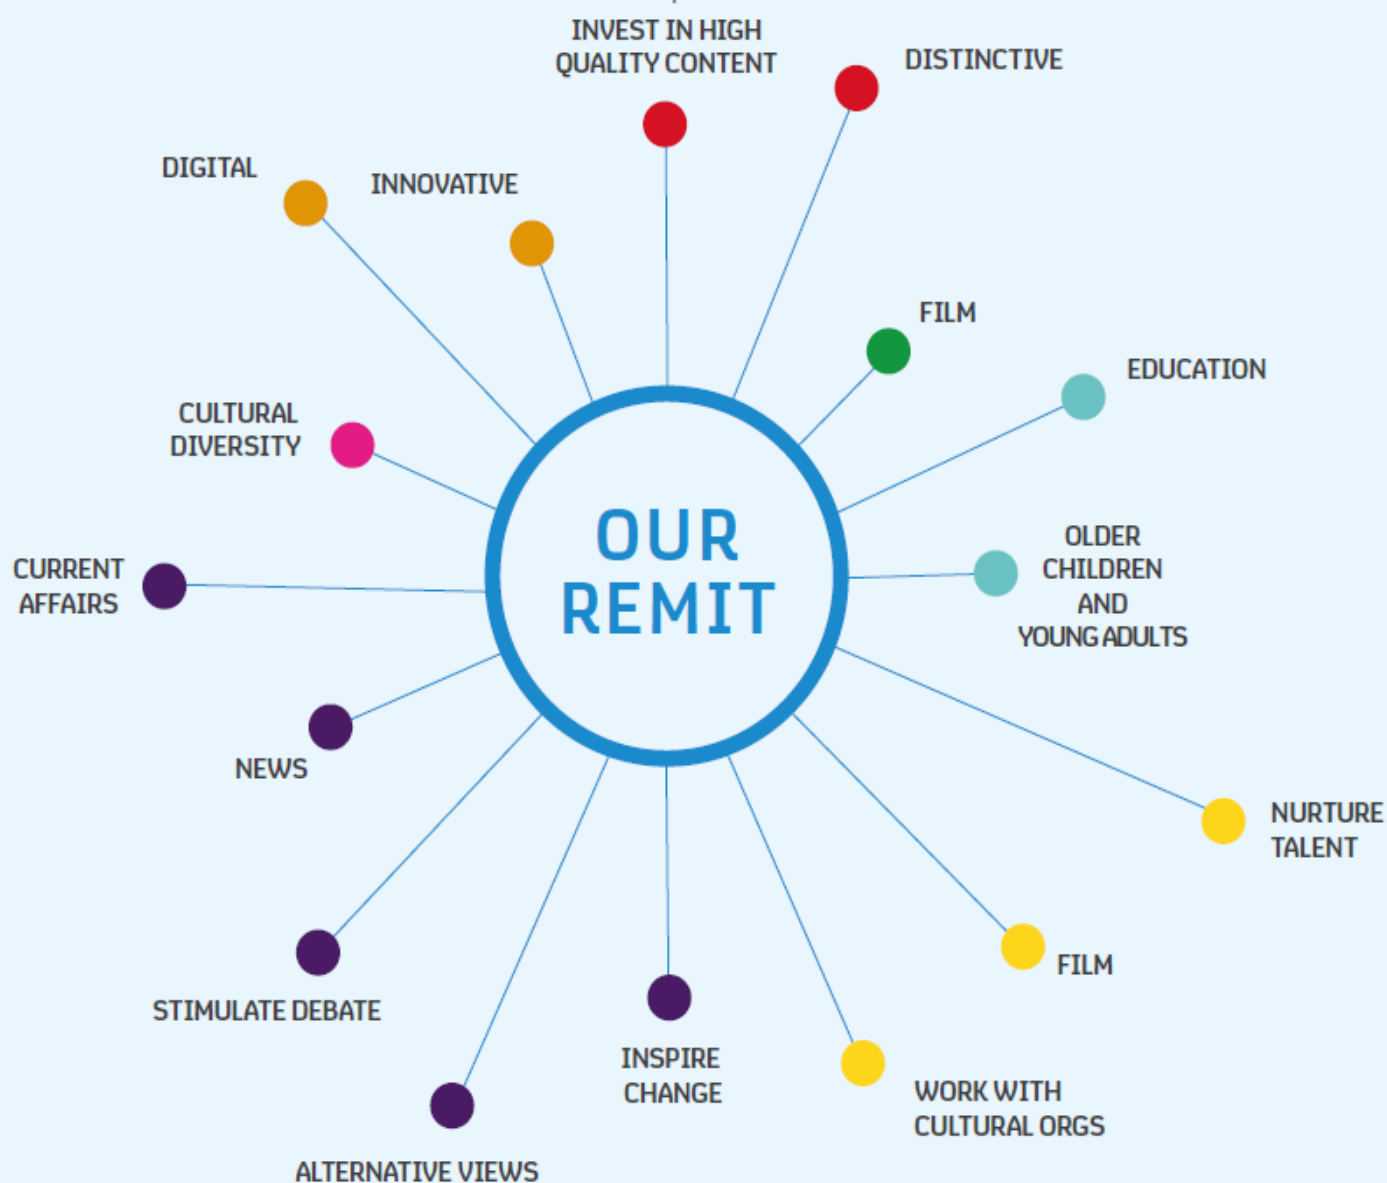 INVEST IN HIGH
QUALITY CONTENT
DISTINCTIVE
DIGITAL
INNOVATIVE
FILM
EDUCATION
CULTURAL
DIVERSITY
OUR
REMIT
OLDER
CHILDREN
AND
YOUNG ADULTS
CURRENT
AFFAIRS
NEWS
NURTURE
TALENT
FILM
STIMULATE DEBATE
INSPIRE
CHANGE
WORK WITH
CULTURAL ORGS
ALTERNATIVE VIEWS